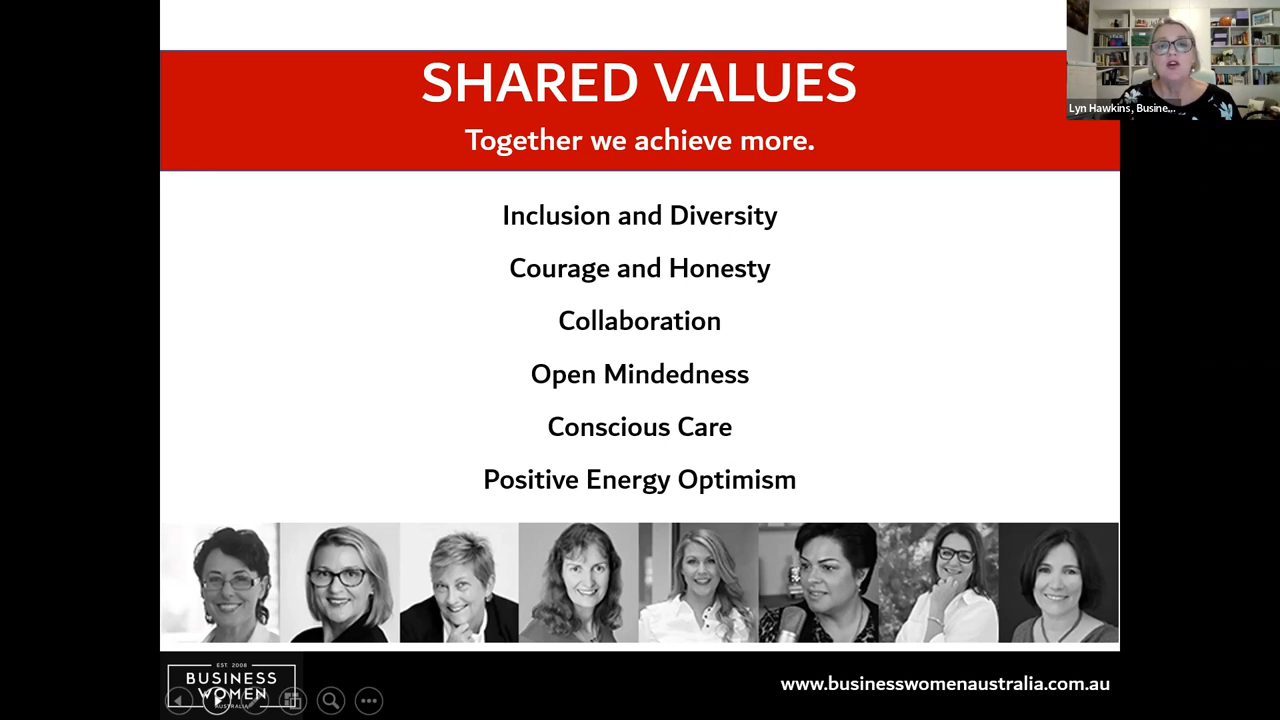 SHARED VALUES
Together we achieve more.
Lyn Hawkins, Busine...
Inclusion and Diversity
Courage and Honesty
Collaboration
Open Mindedness
Conscious Care
Positive Energy Optimism
EST. 2008
BUSINESS
WOMEN
AUSTRALIA
www.businesswomenaustralia.com.au